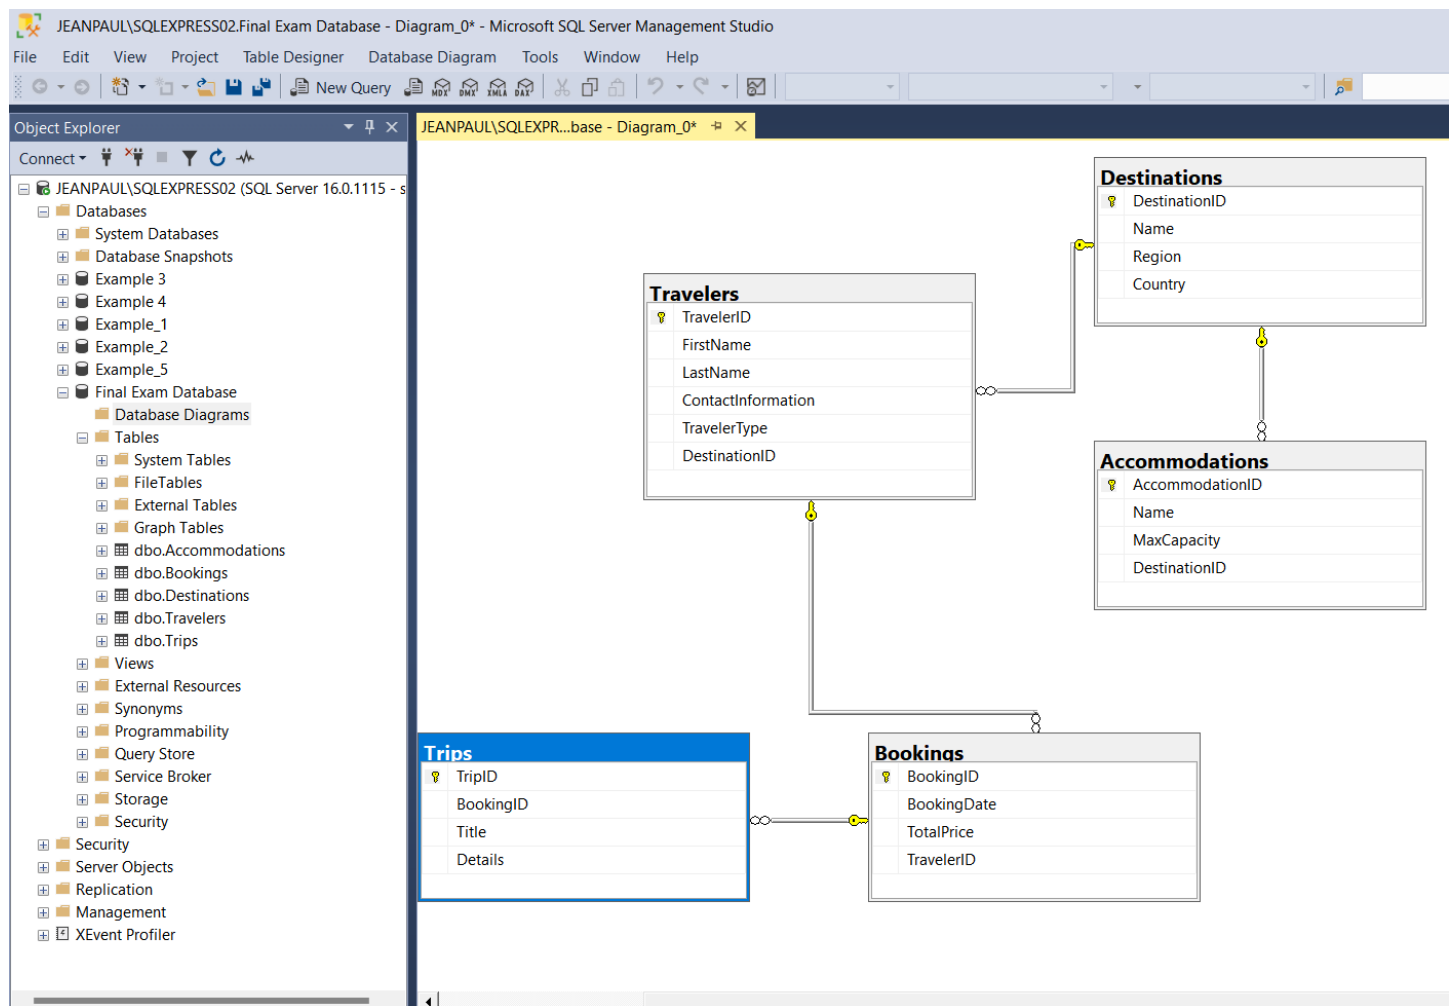 JEANPAUL\SQLEXPRESS02.Final Exam Database - Diagram_0* - Microsoft SQL Server Management Studio
File Edit View Project Table Designer Database Diagram Tools Window Help
New Query MDX DMX XMLA DAX
Object Explorer
Connect
JEANPAUL\SQLEXPRESS02 (SQL Server 16.0.1115 - s
Databases
System Databases
Database Snapshots
Example 3
Example 4
Example_1
Example_2
Example_5
Final Exam Database
Database Diagrams
Tables
System Tables
FileTables
External Tables
Graph Tables
dbo.Accommodations
dbo.Bookings
dbo.Destinations
dbo.Travelers
dbo.Trips
Views
External Resources
Synonyms
Programmability
Query Store
Service Broker
Storage
Security
Security
Server Objects
Replication
Management
XEvent Profiler
JEANPAUL\SQLEXPR...base - Diagram_0*
Destinations
DestinationID
Name
Region
Country
Travelers
TravelerID
FirstName
LastName
ContactInformation
TravelerType
DestinationID
Accommodations
AccommodationID
Name
MaxCapacity
DestinationID
Trips
TripID
BookingID
Title
Details
Bookings
BookingID
BookingDate
TotalPrice
TravelerID